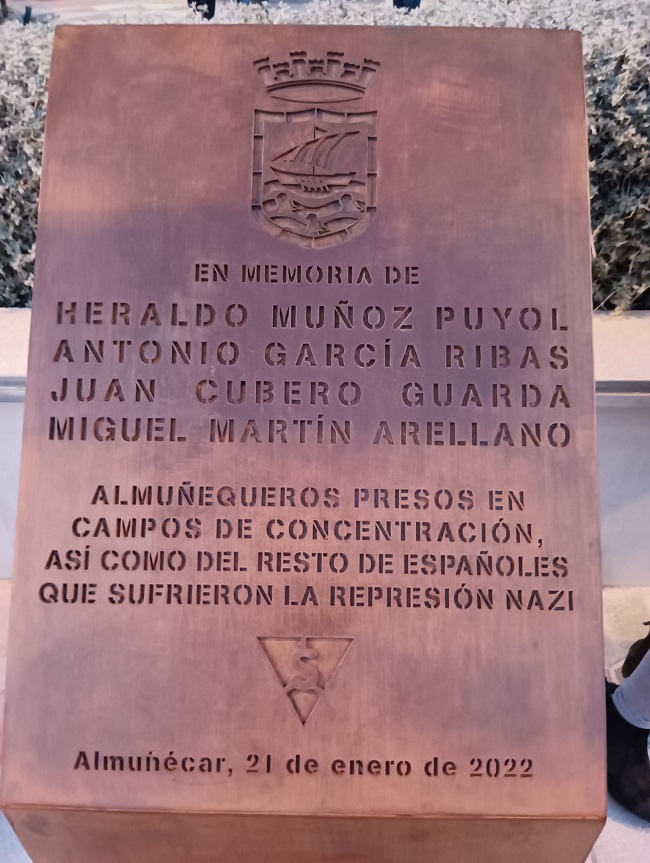 EN MEMORIA DE
HERALDO MUÑOZ PUYOL
ANTONIO GARCÍA RIBAS
JUAN CUBERO GUARDA
MIGUEL MARTÍN ARELLANO
ALMUÑEQUEROS PRESOS EN
CAMPOS DE CONCENTRACIÓN,
ASÍ COMO DEL RESTO DE ESPAÑOLES
QUE SUFRIERON LA REPRESIÓN NAZI
S
Almuñécar, 21 de enero de 2022